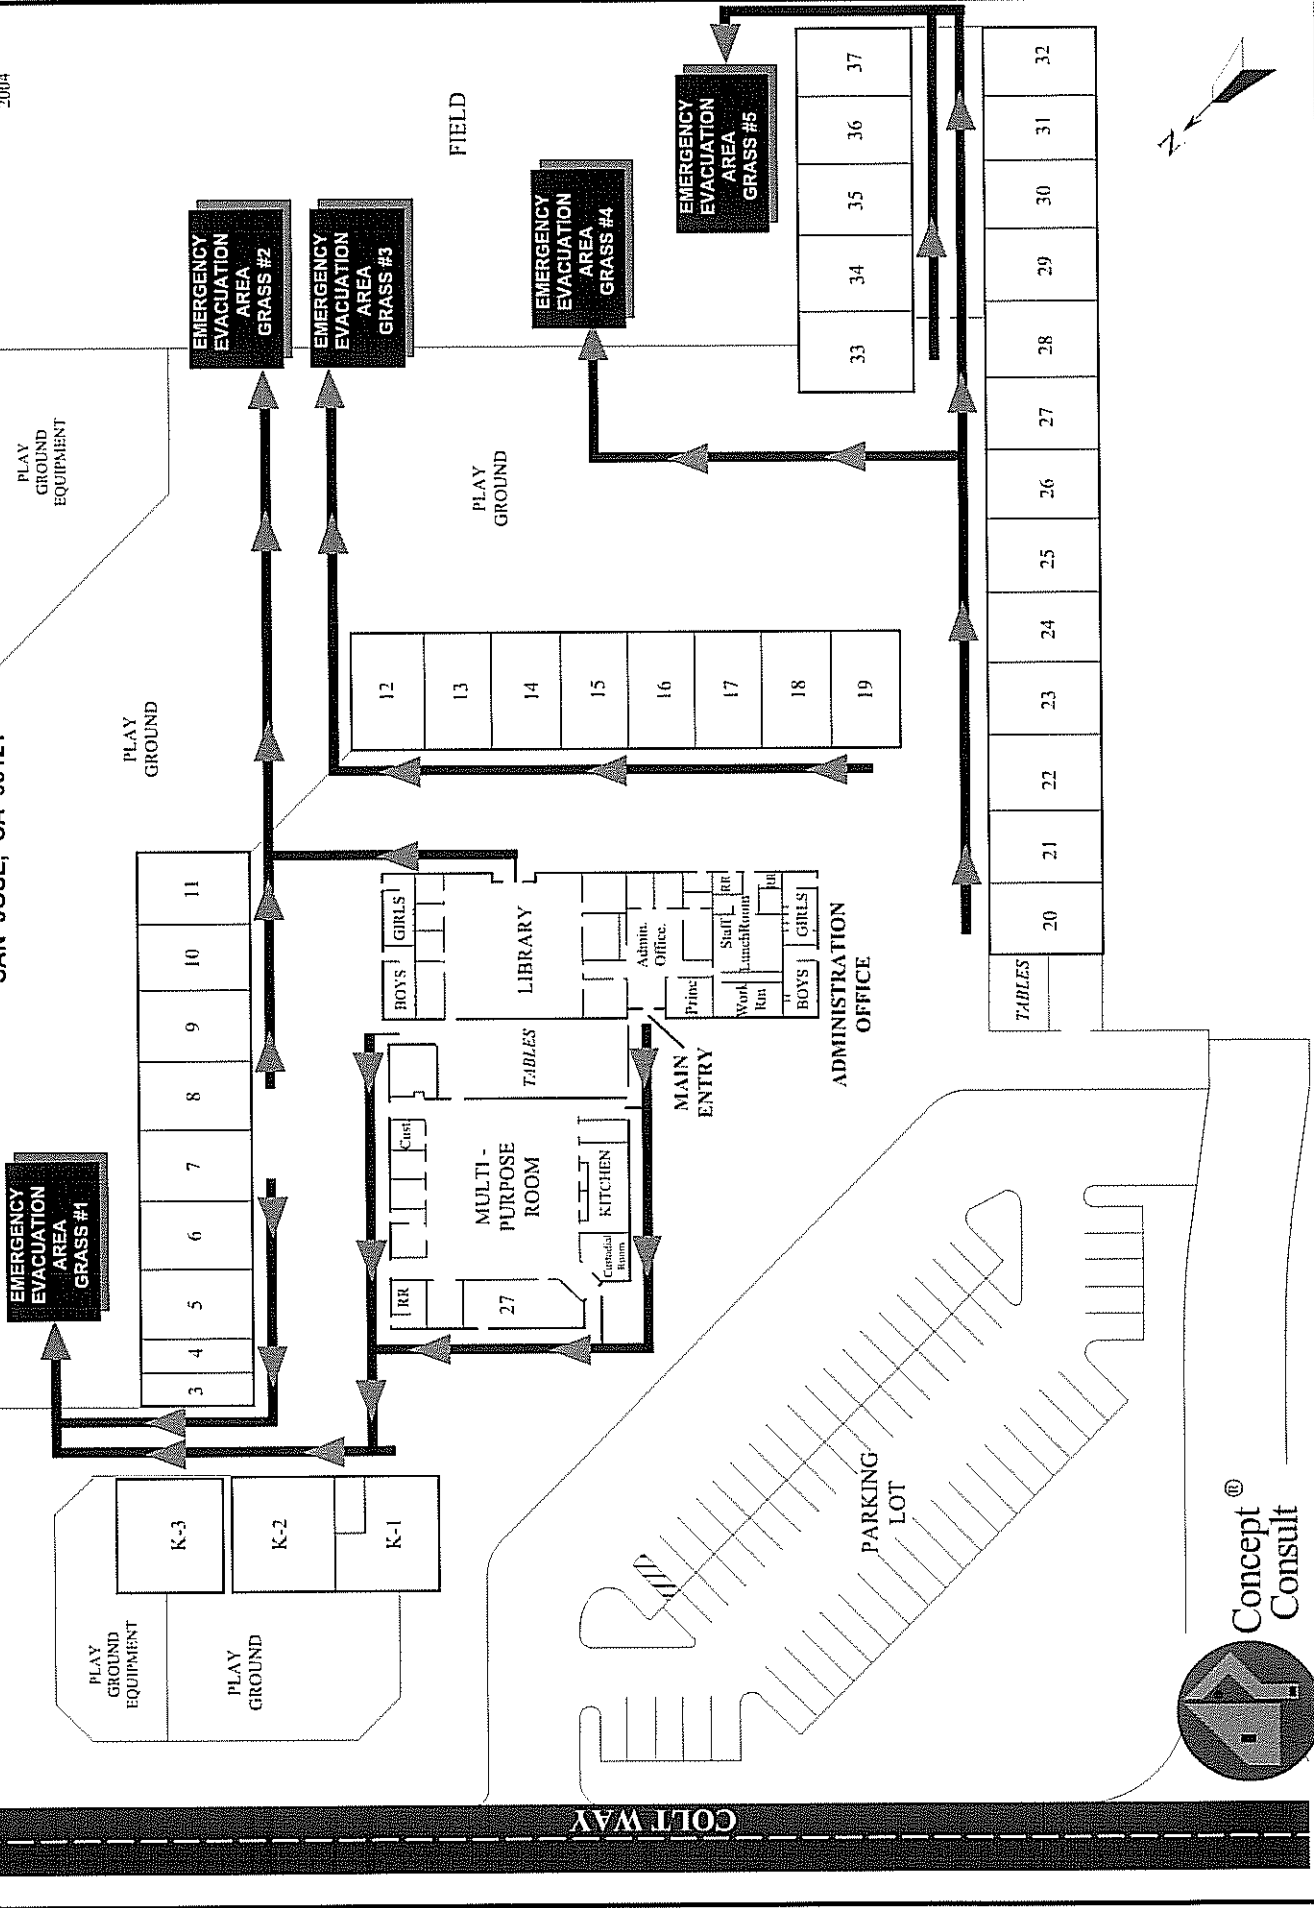 2004
SAN JOSE, CA 95121
PLAY
GROUND
EQUIPMENT
PLAY
GROUND
EMERGENCY
EVACUATION
AREA
GRASS #1
EMERGENCY
EVACUATION
AREA
GRASS #2
EMERGENCY
EVACUATION
AREA
GRASS #3
FIELD
EMERGENCY
EVACUATION
AREA
GRASS #4
EMERGENCY
EVACUATION
AREA
GRASS #5
PLAY
GROUND
EQUIPMENT
PLAY
GROUND
K-3
K-2
K-1
3
4
5
6
7
8
9
10
11
RR
Cust.
BOYS
GIRLS
27
MULTI -
PURPOSE
ROOM
TABLES
LIBRARY
Custodial
Room
KITCHEN
MAIN
ENTRY
Admin.
Office.
Princ
Work
Rm
Staff
LunchRoom
RR
RR
BOYS
GIRLS
ADMINISTRATION
OFFICE
12
13
14
15
16
17
18
19
PLAY
GROUND
33
34
35
36
37
TABLES
20
21
22
23
24
25
26
27
28
29
30
31
32
N
PARKING
LOT
COLT WAY
Concept ®
Consult